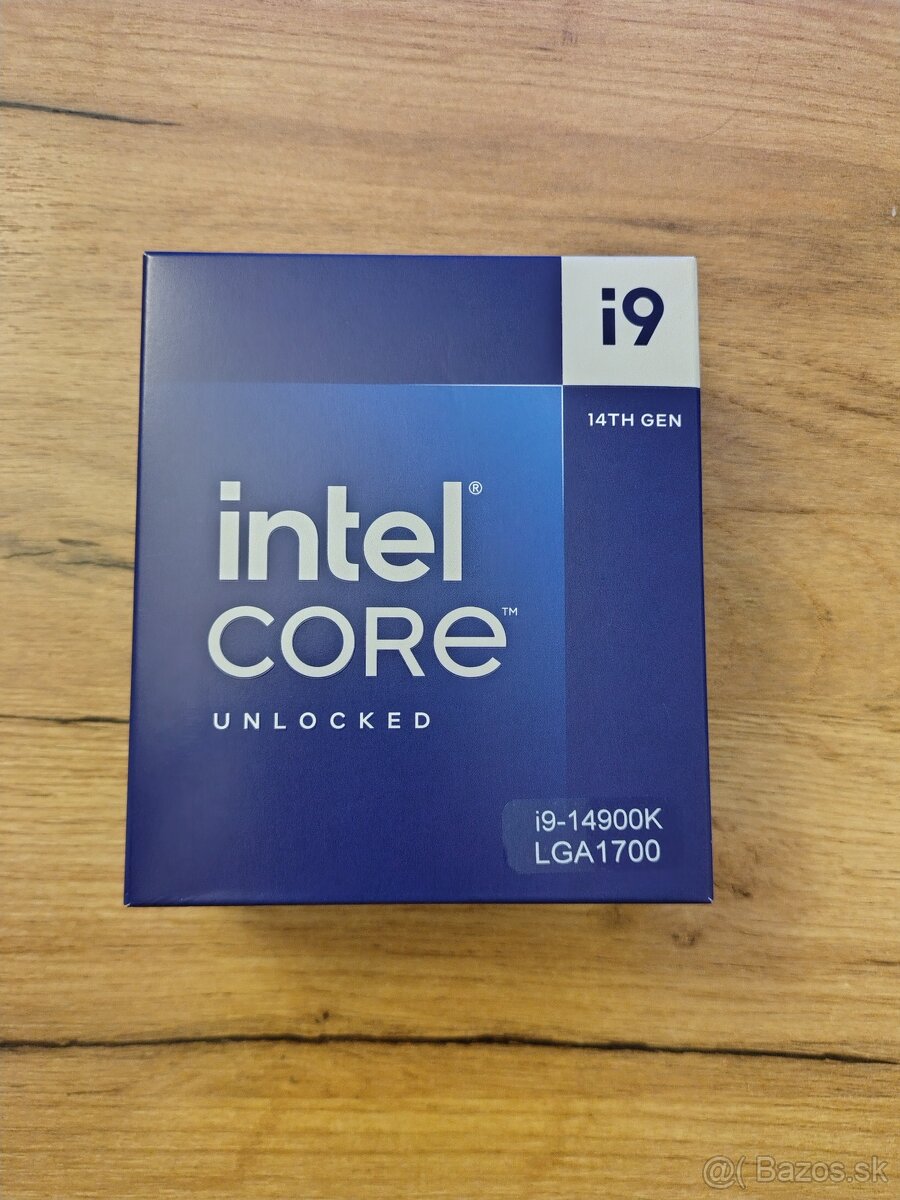 i9
14TH GEN
intel®
CORE™
UNLOCKED
i9-14900K
LGA1700
@( Bazos.sk